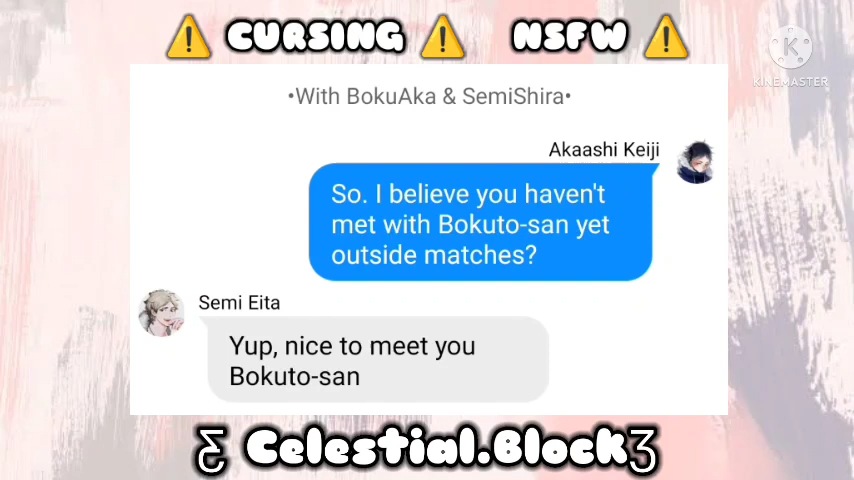 ⚠️ CURSING ⚠️ NSFW ⚠️
KINEMASTER
•With BokuAka & SemiShira•
Akaashi Keiji
So. I believe you haven't
met with Bokuto-san yet
outside matches?
Semi Eita
Yup, nice to meet you
Bokuto-san
Ƹ Celestial.Block Ʒ